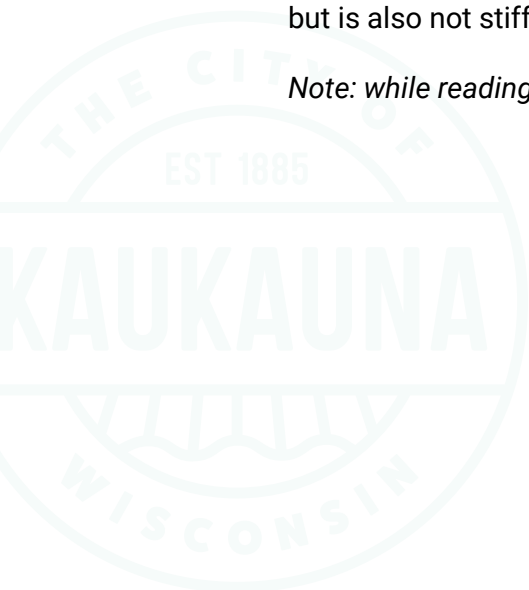 but is also not stiff
Note: while reading
THE CITY OF
EST 1885
KAUKAUNA
WISCONSIN